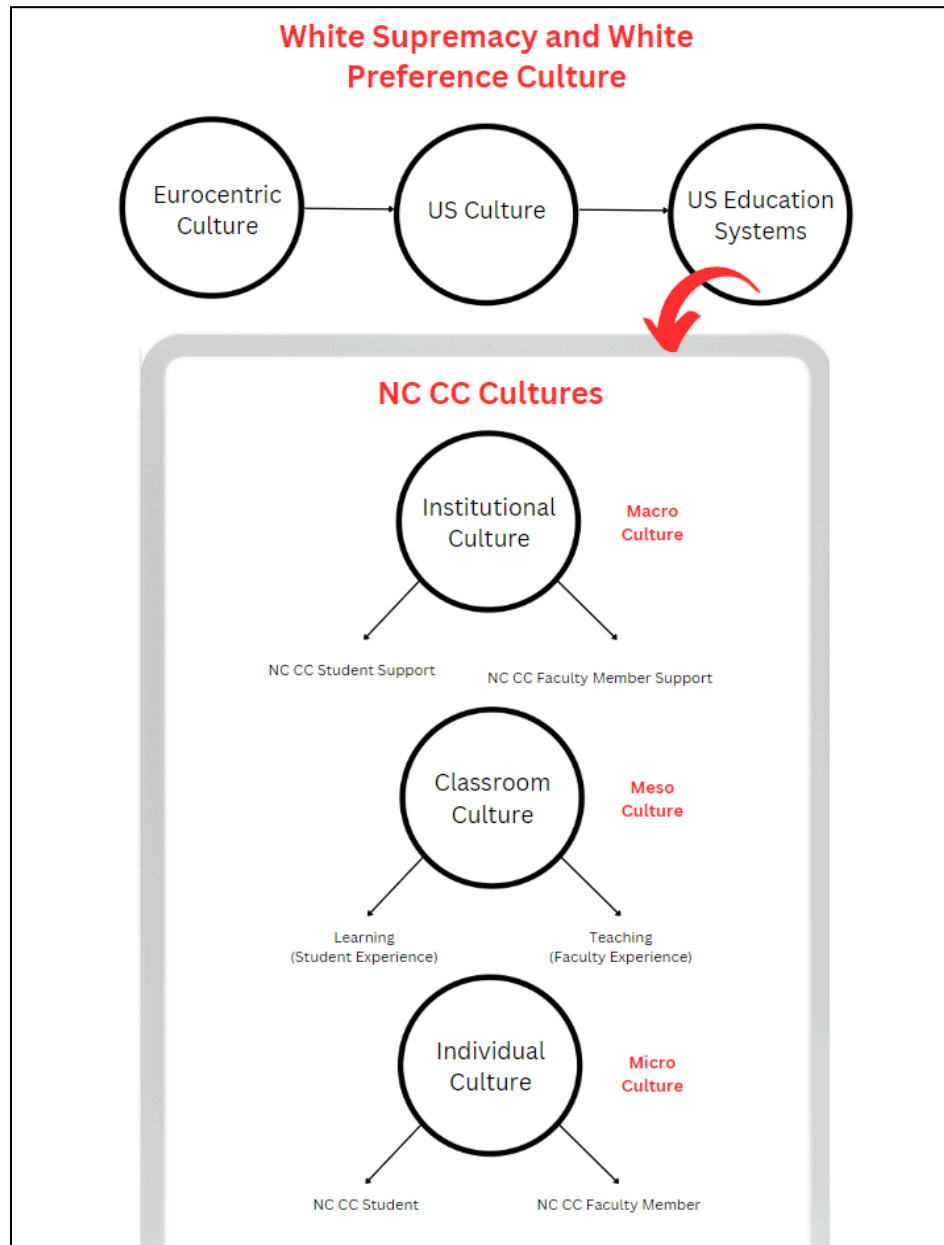 White Supremacy and White
Preference Culture
Eurocentric
Culture
US Culture
US Education
Systems
NC CC Cultures
Institutional
Culture
Macro
Culture
NC CC Student Support
NC CC Faculty Member Support
Classroom
Culture
Meso
Culture
Learning
(Student Experience)
Teaching
(Faculty Experience)
Individual
Culture
Micro
Culture
NC CC Student
NC CC Faculty Member